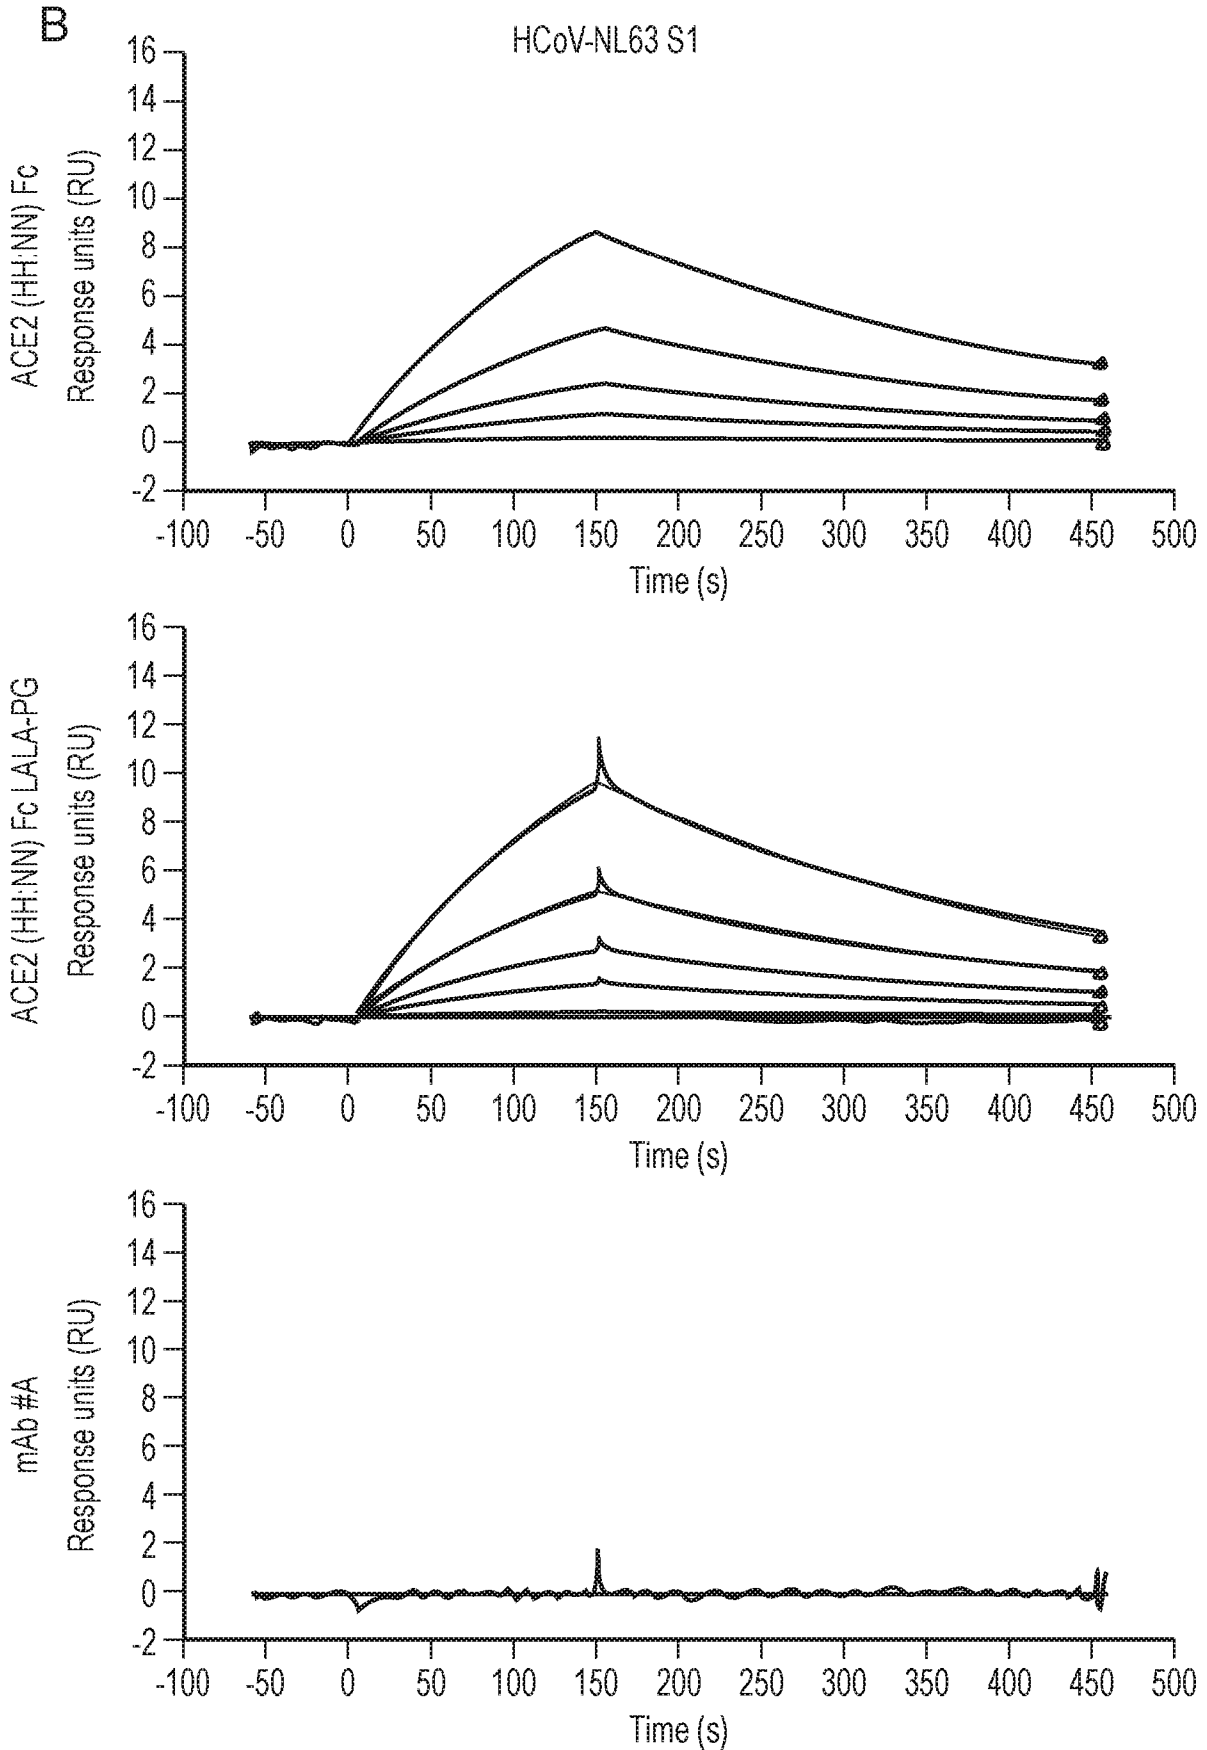 B
HCoV-NL63 S1
ACE2 (HH:NN) Fc
Response units (RU)
16
14
12
10
8
6
4
2
0
-2
-100 -50 0 50 100 150 200 250 300 350 400 450 500
Time (s)
ACE2 (HH:NN) Fc LALA-PG
Response units (RU)
16
14
12
10
8
6
4
2
0
-2
-100 -50 0 50 100 150 200 250 300 350 400 450 500
Time (s)
mAb #A
Response units (RU)
16
14
12
10
8
6
4
2
0
-2
-100 -50 0 50 100 150 200 250 300 350 400 450 500
Time (s)